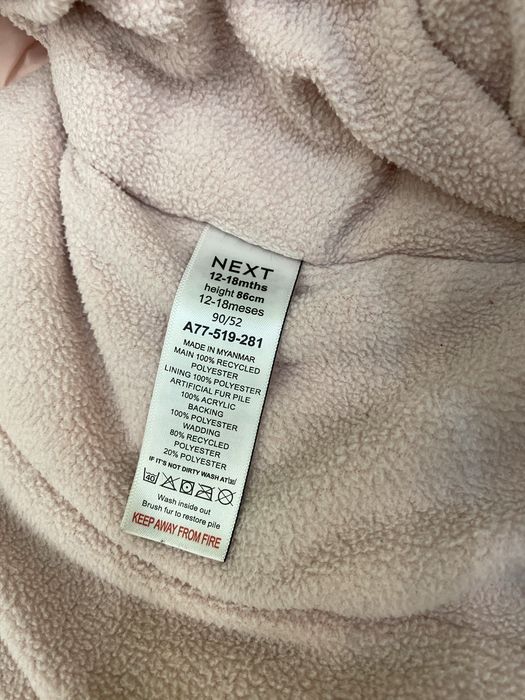 NEXT
12-18mths
height 86cm
12-18meses
90/52
A77-519-281
MADE IN MYANMAR
MAIN 100% RECYCLED
POLYESTER
LINING 100% POLYESTER
ARTIFICIAL FUR PILE
100% ACRYLIC
BACKING
100% POLYESTER
WADDING
80% RECYCLED
POLYESTER
20% POLYESTER
IF IT'S NOT DIRTY WASH AT 30
40
Wash inside out
Brush fur to restore pile
KEEP AWAY FROM FIRE